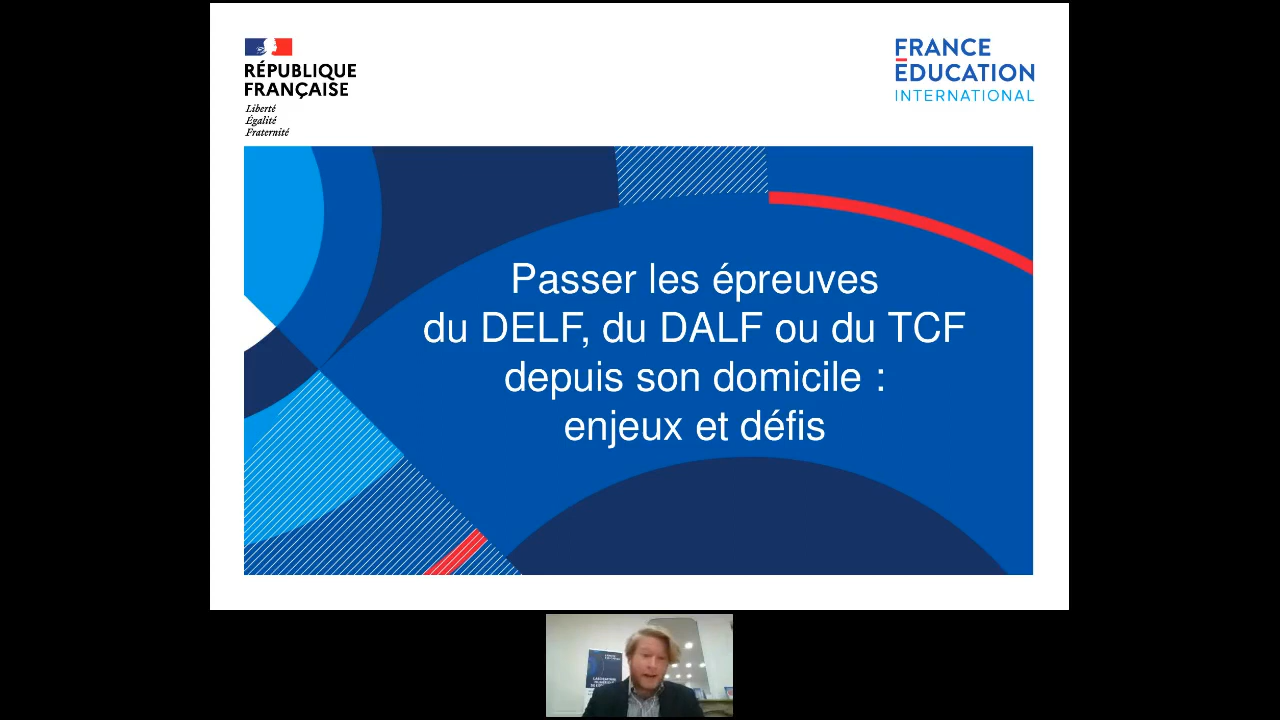 RÉPUBLIQUE
FRANÇAISE
Liberté
Égalité
Fraternité
FRANCE
ÉDUCATION
INTERNATIONAL
Passer les épreuves
du DELF, du DALF ou du TCF
depuis son domicile :
enjeux et défis